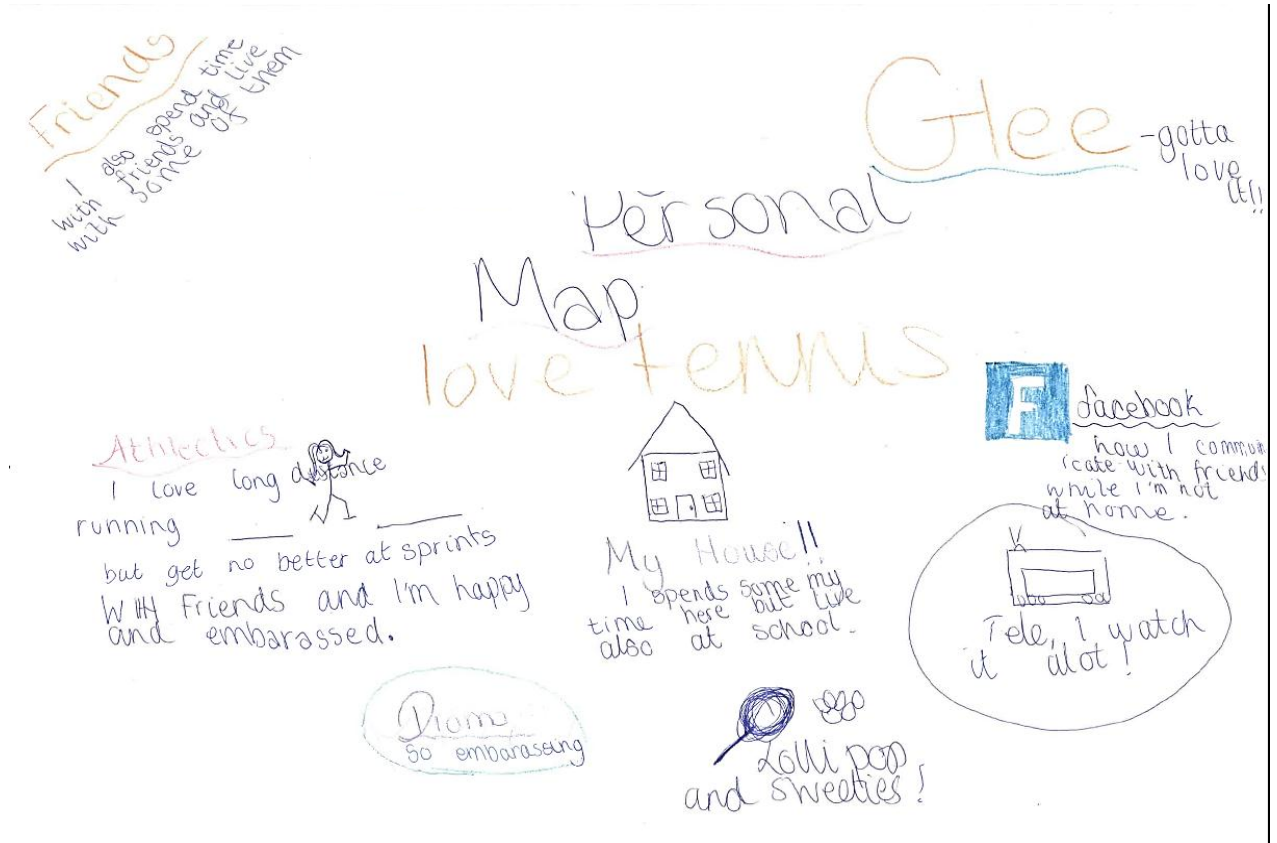 Friends
I also spend time
with friends and live
with some of them
Glee
-gotta
love
it!!
Personal
Map
love tennis
F
facebook
how I commun
icate with friends
while I'm not
at home.
Athlectics
I love long distance
running
but get no better at sprints
With Friends and I'm happy
and embarassed.
My House!!
I spends some my
time here but live
also at school.
Tele, I watch
it alot!
so embarassing
Lolli pop
and sweeties!